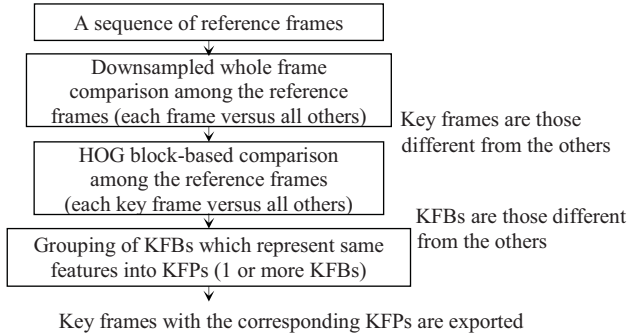 A sequence of reference frames
Downsampled whole frame
comparison among the reference
frames (each frame versus all others)
Key frames are those
different from the others
HOG block-based comparison
among the reference frames
(each key frame versus all others)
KFBs are those different
from the others
Grouping of KFBs which represent same
features into KFPs (1 or more KFBs)
Key frames with the corresponding KFPs are exported